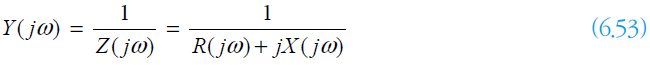 Y(jω) = 1/Z(jω) = 1/(R(jω) + jX(jω)) (6.53)